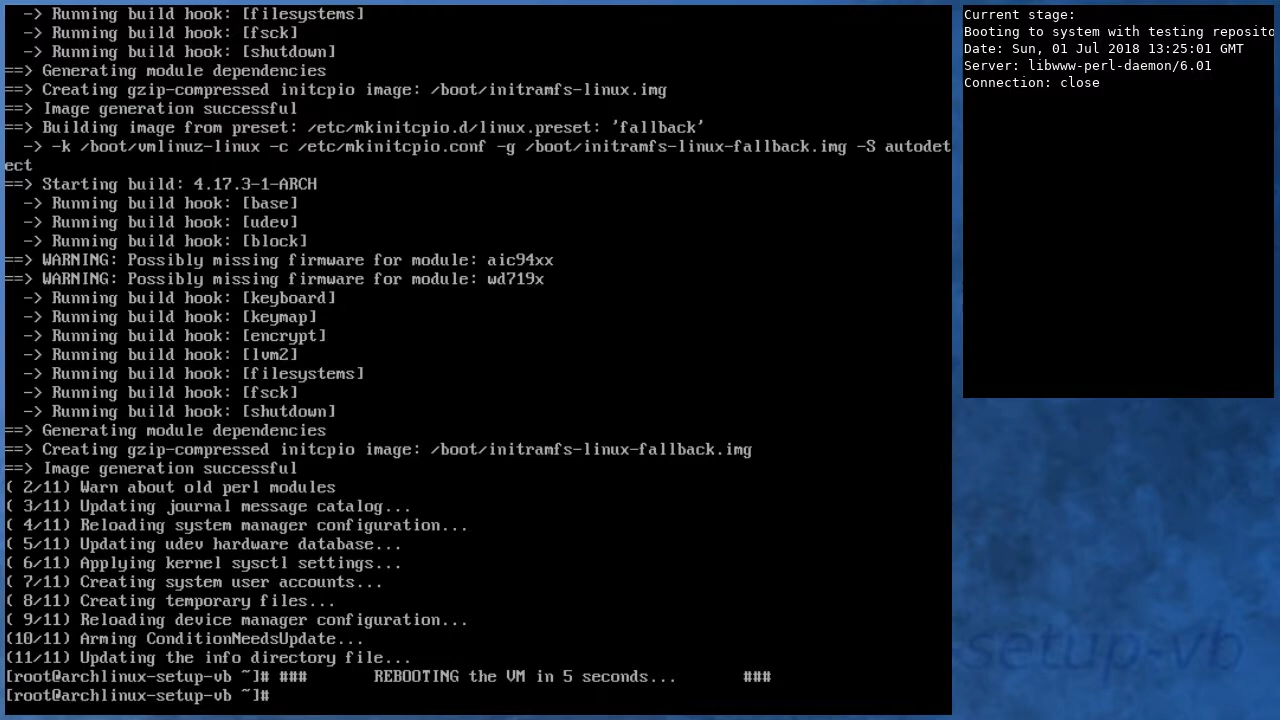 -> Running build hook: [filesystems]
  -> Running build hook: [fsck]
  -> Running build hook: [shutdown]
==> Generating module dependencies
==> Creating gzip-compressed initcpio image: /boot/initramfs-linux.img
==> Image generation successful
==> Building image from preset: /etc/mkinitcpio.d/linux.preset: 'fallback'
  -> -k /boot/vmlinuz-linux -c /etc/mkinitcpio.conf -g /boot/initramfs-linux-fallback.img -S autodet
ect
==> Starting build: 4.17.3-1-ARCH
  -> Running build hook: [base]
  -> Running build hook: [udev]
  -> Running build hook: [block]
==> WARNING: Possibly missing firmware for module: aic94xx
==> WARNING: Possibly missing firmware for module: wd719x
  -> Running build hook: [keyboard]
  -> Running build hook: [keymap]
  -> Running build hook: [encrypt]
  -> Running build hook: [lvm2]
  -> Running build hook: [filesystems]
  -> Running build hook: [fsck]
  -> Running build hook: [shutdown]
==> Generating module dependencies
==> Creating gzip-compressed initcpio image: /boot/initramfs-linux-fallback.img
==> Image generation successful
( 2/11) Warn about old perl modules
( 3/11) Updating journal message catalog...
( 4/11) Reloading system manager configuration...
( 5/11) Updating udev hardware database...
( 6/11) Applying kernel sysctl settings...
( 7/11) Creating system user accounts...
( 8/11) Creating temporary files...
( 9/11) Reloading device manager configuration...
(10/11) Arming ConditionNeedsUpdate...
(11/11) Updating the info directory file...
[root@archlinux-setup-vb ~]# ###       REBOOTING the VM in 5 seconds...       ###
[root@archlinux-setup-vb ~]#
Current stage:
Booting to system with testing reposito
Date: Sun, 01 Jul 2018 13:25:01 GMT
Server: libwww-perl-daemon/6.01
Connection: close
-setup-vb